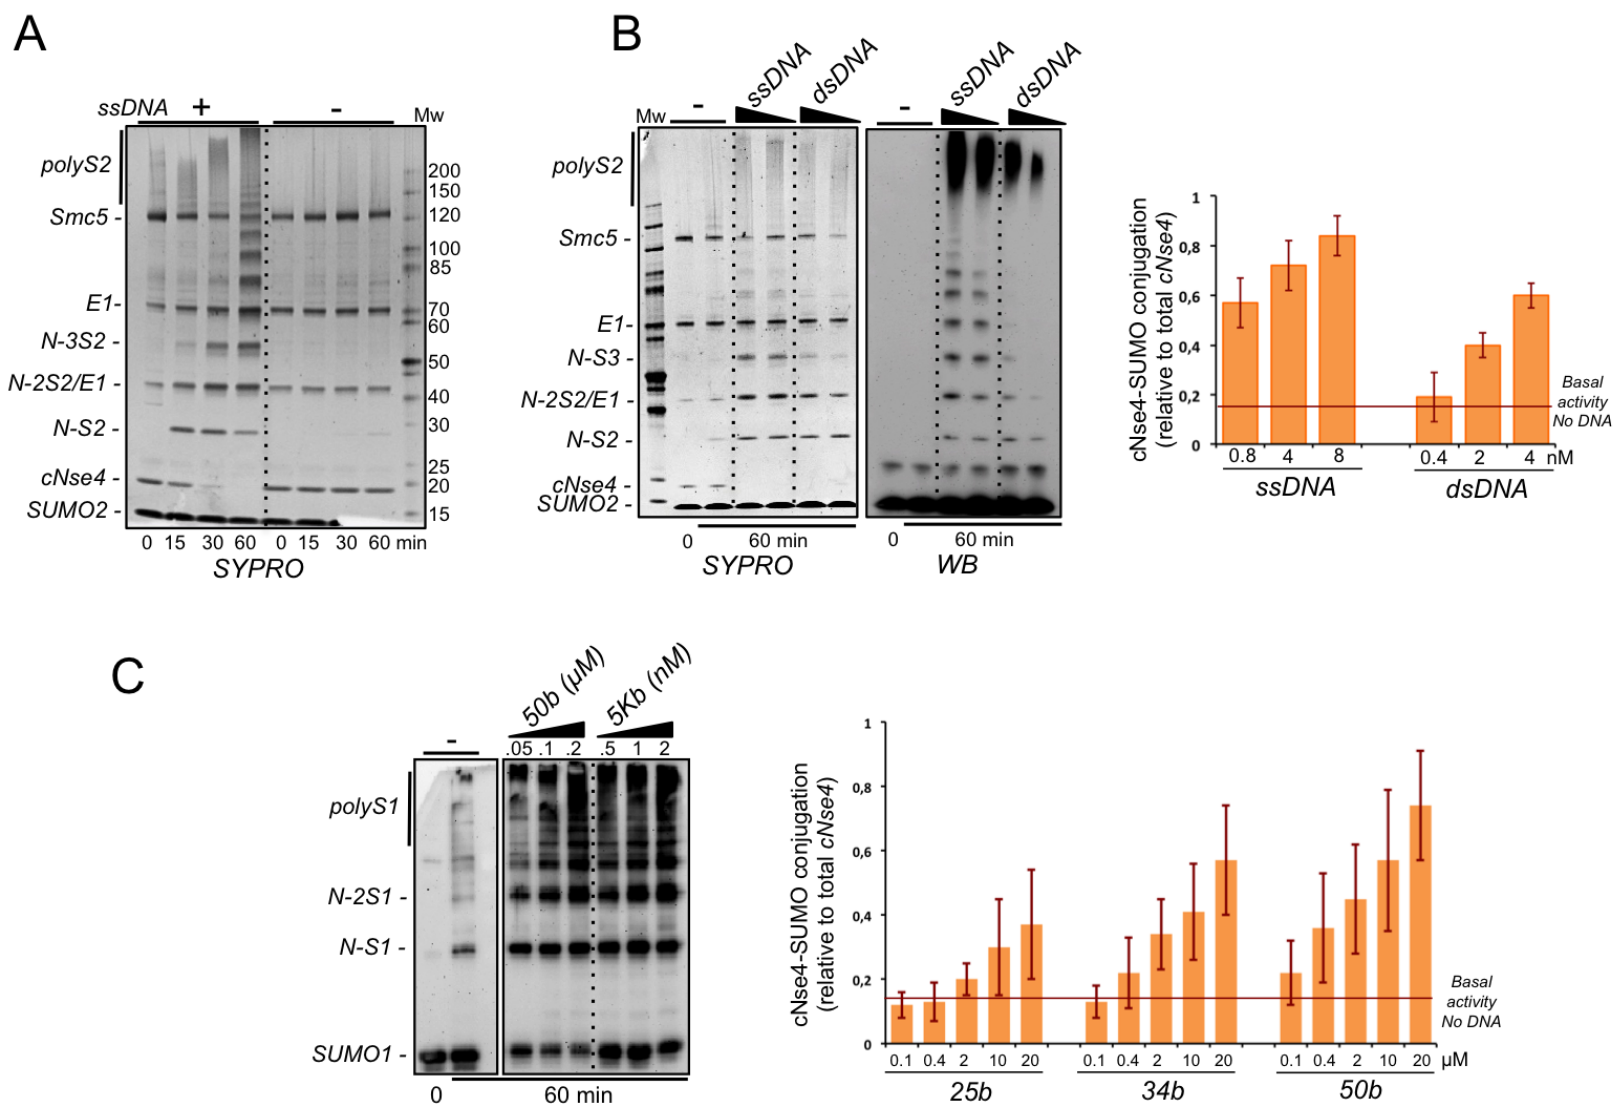 A
ssDNA + -
Mw
polyS2
Smc5 -
E1-
N-3S2 -
N-2S2/E1 -
N-S2 -
cNse4 -
SUMO2 -
200
150
120
100
85
70
60
50
40
30
25
20
15
0 15 30 60 0 15 30 60 min
SYPRO
B
Mw - ssDNA dsDNA - ssDNA dsDNA
polyS2
Smc5 -
E1-
N-S3 -
N-2S2/E1 -
N-S2 -
cNse4 -
SUMO2 -
0 60 min
SYPRO
0 60 min
WB
cNse4-SUMO conjugation
(relative to total cNse4)
1
0,8
0,6
0,4
0,2
0
Basal
activity
No DNA
0.8 4 8 0.4 2 4 nM
ssDNA dsDNA
C
- 50b (µM) 5Kb (nM)
.05 .1 .2 .5 1 2
polyS1
N-2S1 -
N-S1 -
SUMO1 -
0 60 min
cNse4-SUMO conjugation
(relative to total cNse4)
1
0,8
0,6
0,4
0,2
0
Basal
activity
No DNA
0.1 0.4 2 10 20 0.1 0.4 2 10 20 0.1 0.4 2 10 20 µM
25b 34b 50b